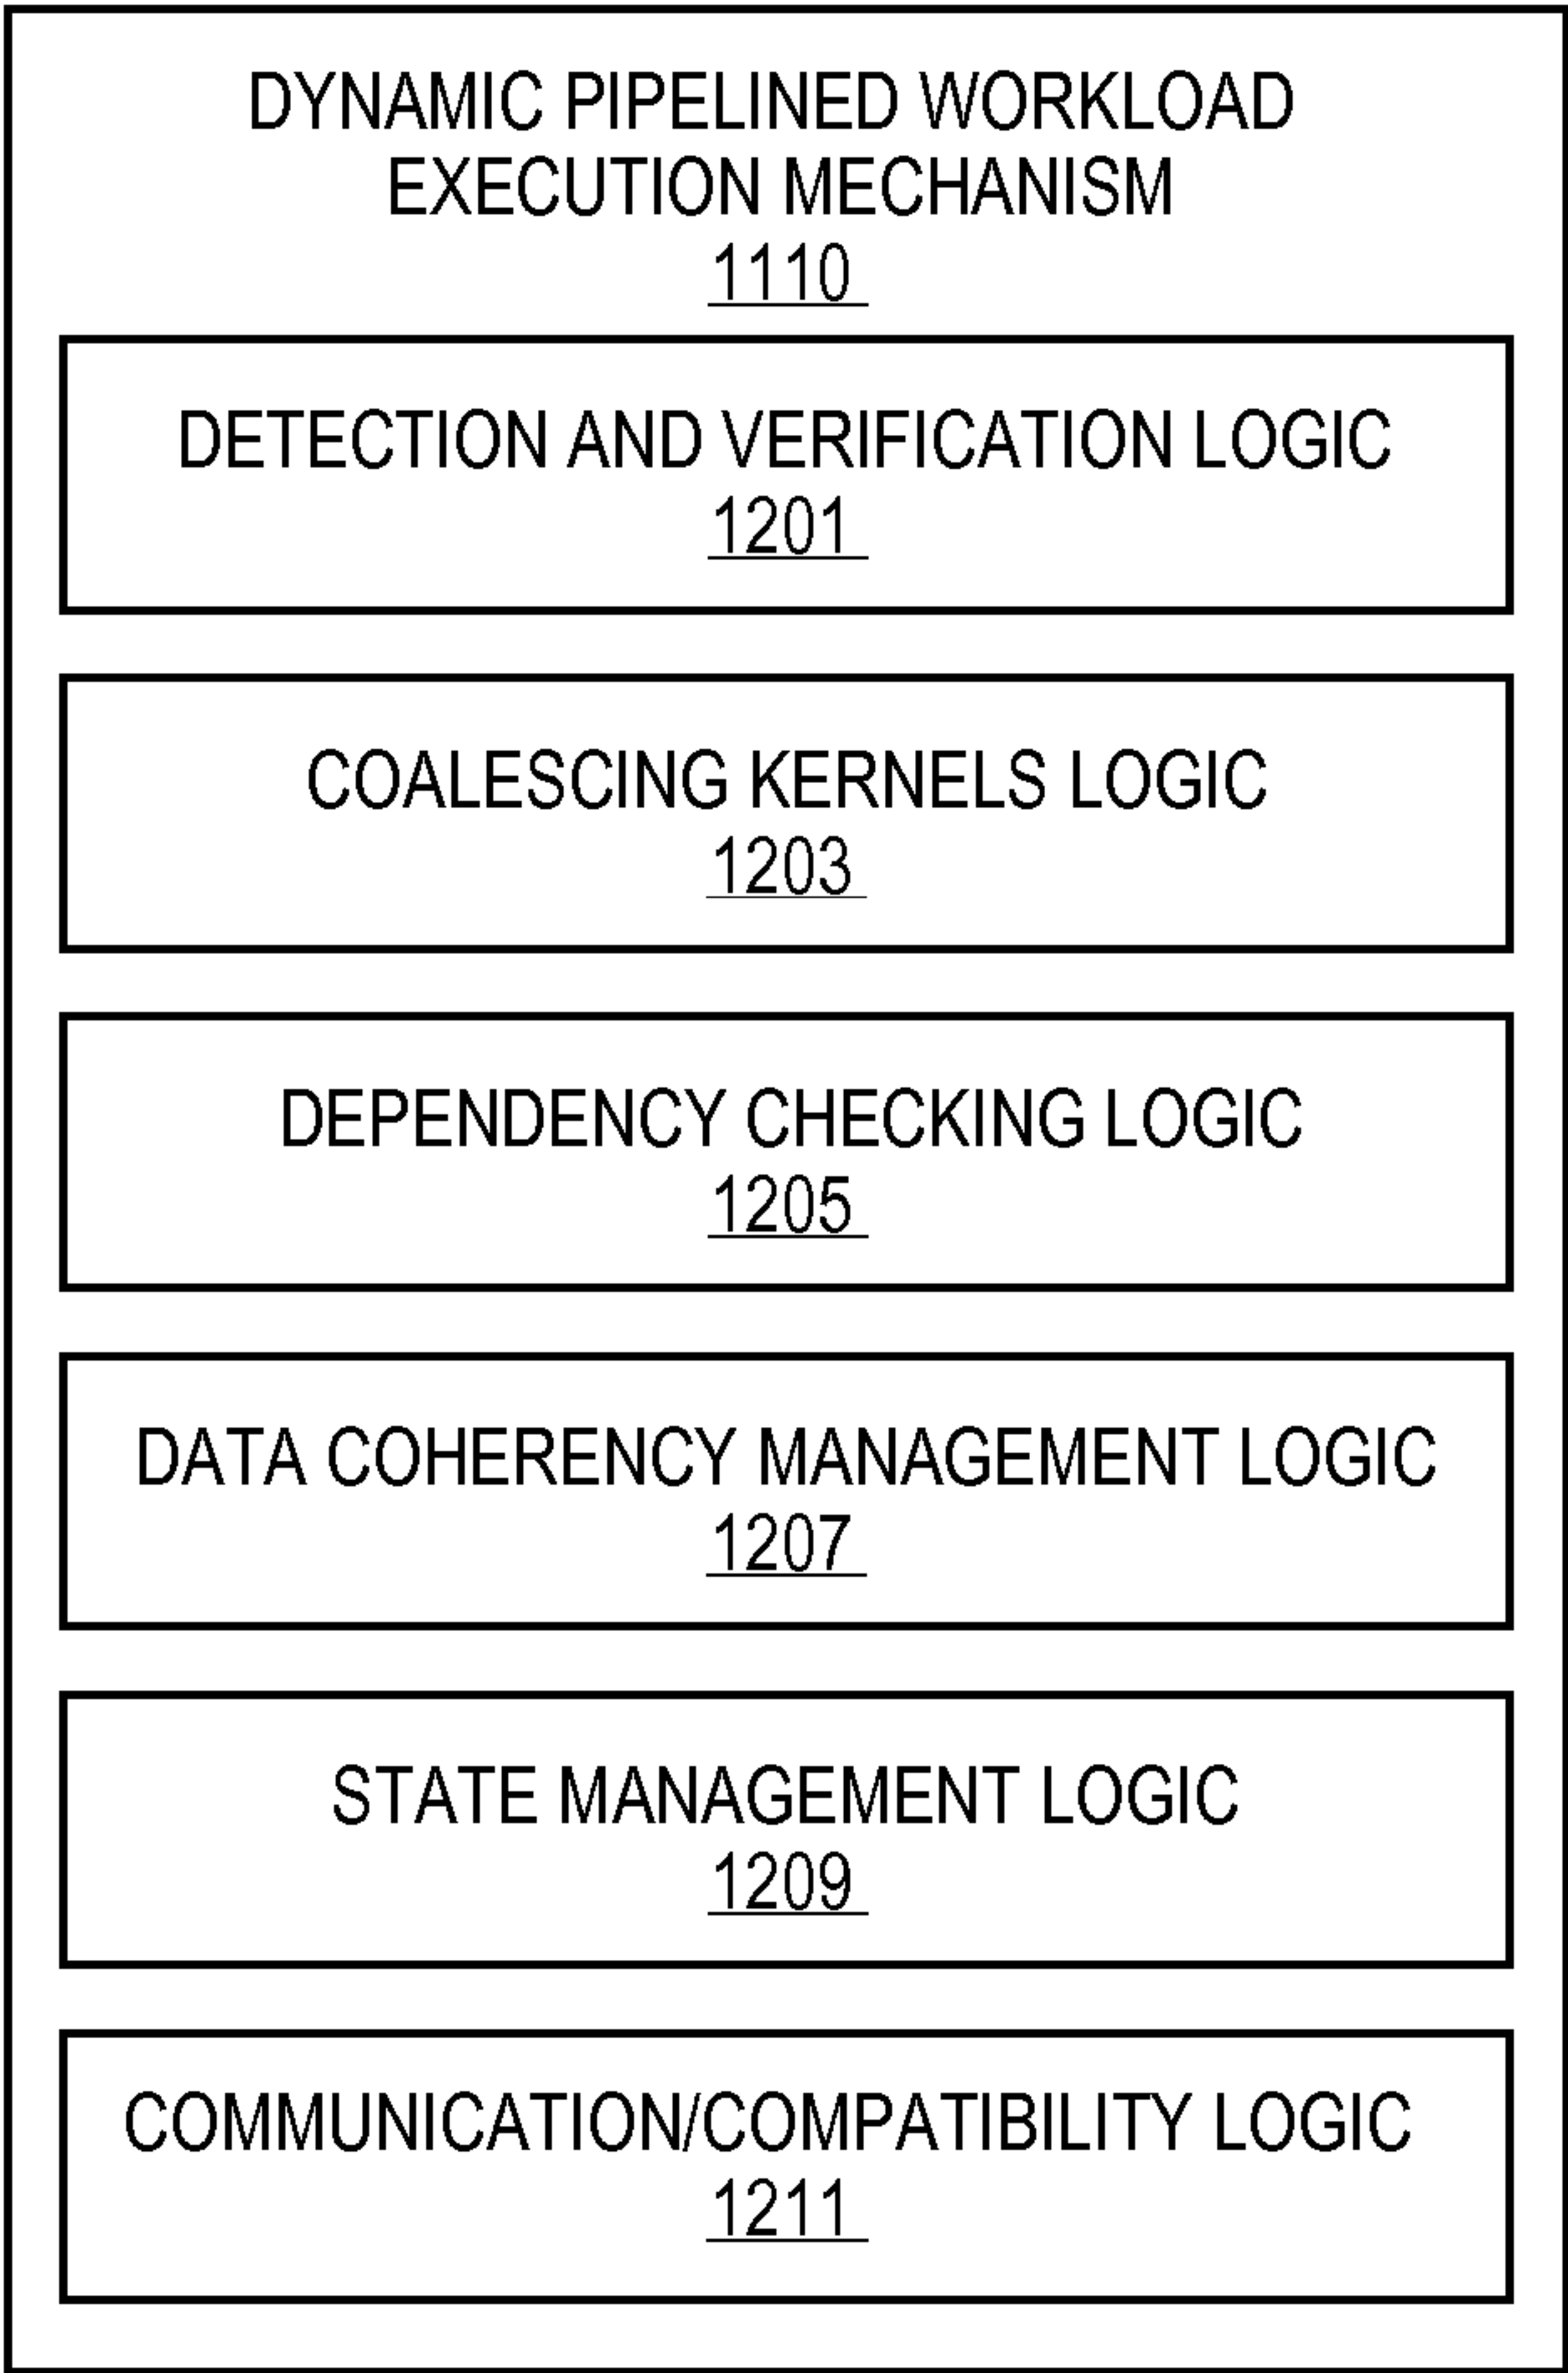 DYNAMIC PIPELINED WORKLOAD
EXECUTION MECHANISM
1110
DETECTION AND VERIFICATION LOGIC
1201
COALESCING KERNELS LOGIC
1203
DEPENDENCY CHECKING LOGIC
1205
DATA COHERENCY MANAGEMENT LOGIC
1207
STATE MANAGEMENT LOGIC
1209
COMMUNICATION/COMPATIBILITY LOGIC
1211